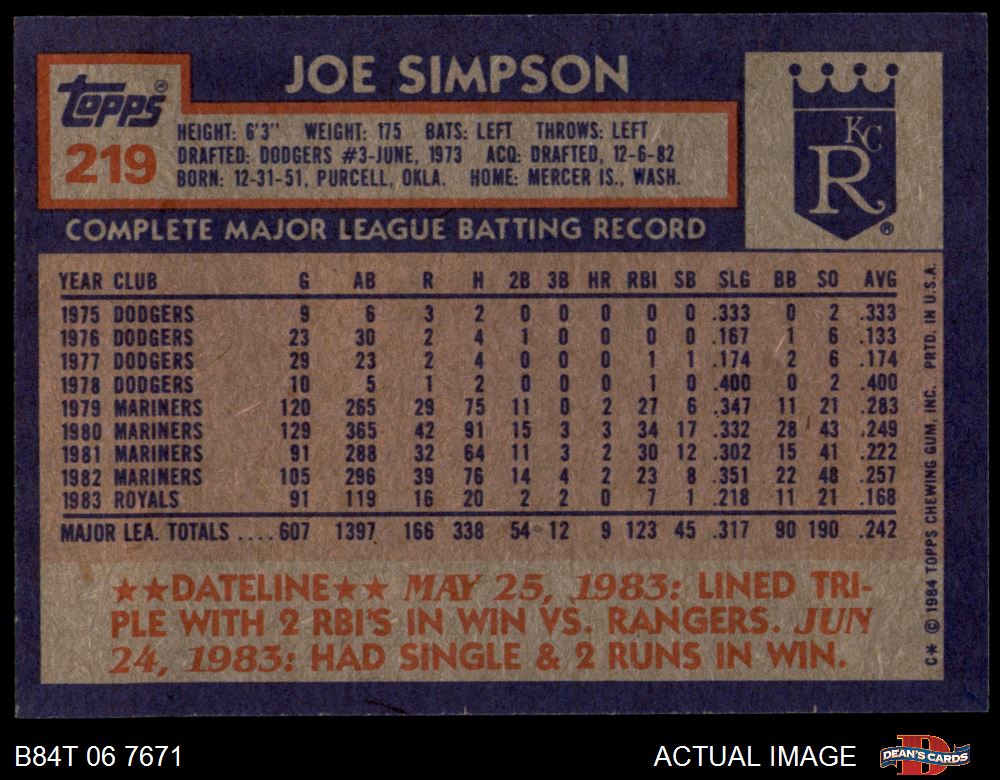 JOE SIMPSON
topps®
219
HEIGHT: 6'3" WEIGHT: 175 BATS: LEFT THROWS: LEFT
DRAFTED: DODGERS #3-JUNE, 1973 ACQ: DRAFTED, 12-6-82
BORN: 12-31-51, PURCELL, OKLA. HOME: MERCER IS., WASH.
KC
R
®
COMPLETE MAJOR LEAGUE BATTING RECORD
YEAR CLUB G AB R H 2B 3B HR RBI SB SLG BB SO AVG
1975 DODGERS 9 6 3 2 0 0 0 0 0 .333 0 2 .333
1976 DODGERS 23 30 2 4 1 0 0 0 0 .167 1 6 .133
1977 DODGERS 29 23 2 4 0 0 0 1 1 .174 2 6 .174
1978 DODGERS 10 5 1 2 0 0 0 1 0 .400 0 2 .400
1979 MARINERS 120 265 29 75 11 0 2 27 6 .347 11 21 .283
1980 MARINERS 129 365 42 91 15 3 3 34 17 .332 28 43 .249
1981 MARINERS 91 288 32 64 11 3 2 30 12 .302 15 41 .222
1982 MARINERS 105 296 39 76 14 4 2 23 8 .351 22 48 .257
1983 ROYALS 91 119 16 20 2 2 0 7 1 .218 11 21 .168
MAJOR LEA. TOTALS .... 607 1397 166 338 54 12 9 123 45 .317 90 190 .242
★★DATELINE★★ MAY 25, 1983: LINED TRI-
PLE WITH 2 RBI'S IN WIN VS. RANGERS. JUN
24, 1983: HAD SINGLE & 2 RUNS IN WIN.
C* © 1984 TOPPS CHEWING GUM, INC. PRTD. IN U.S.A.
B84T 06 7671
ACTUAL IMAGE
DEAN'S CARDS